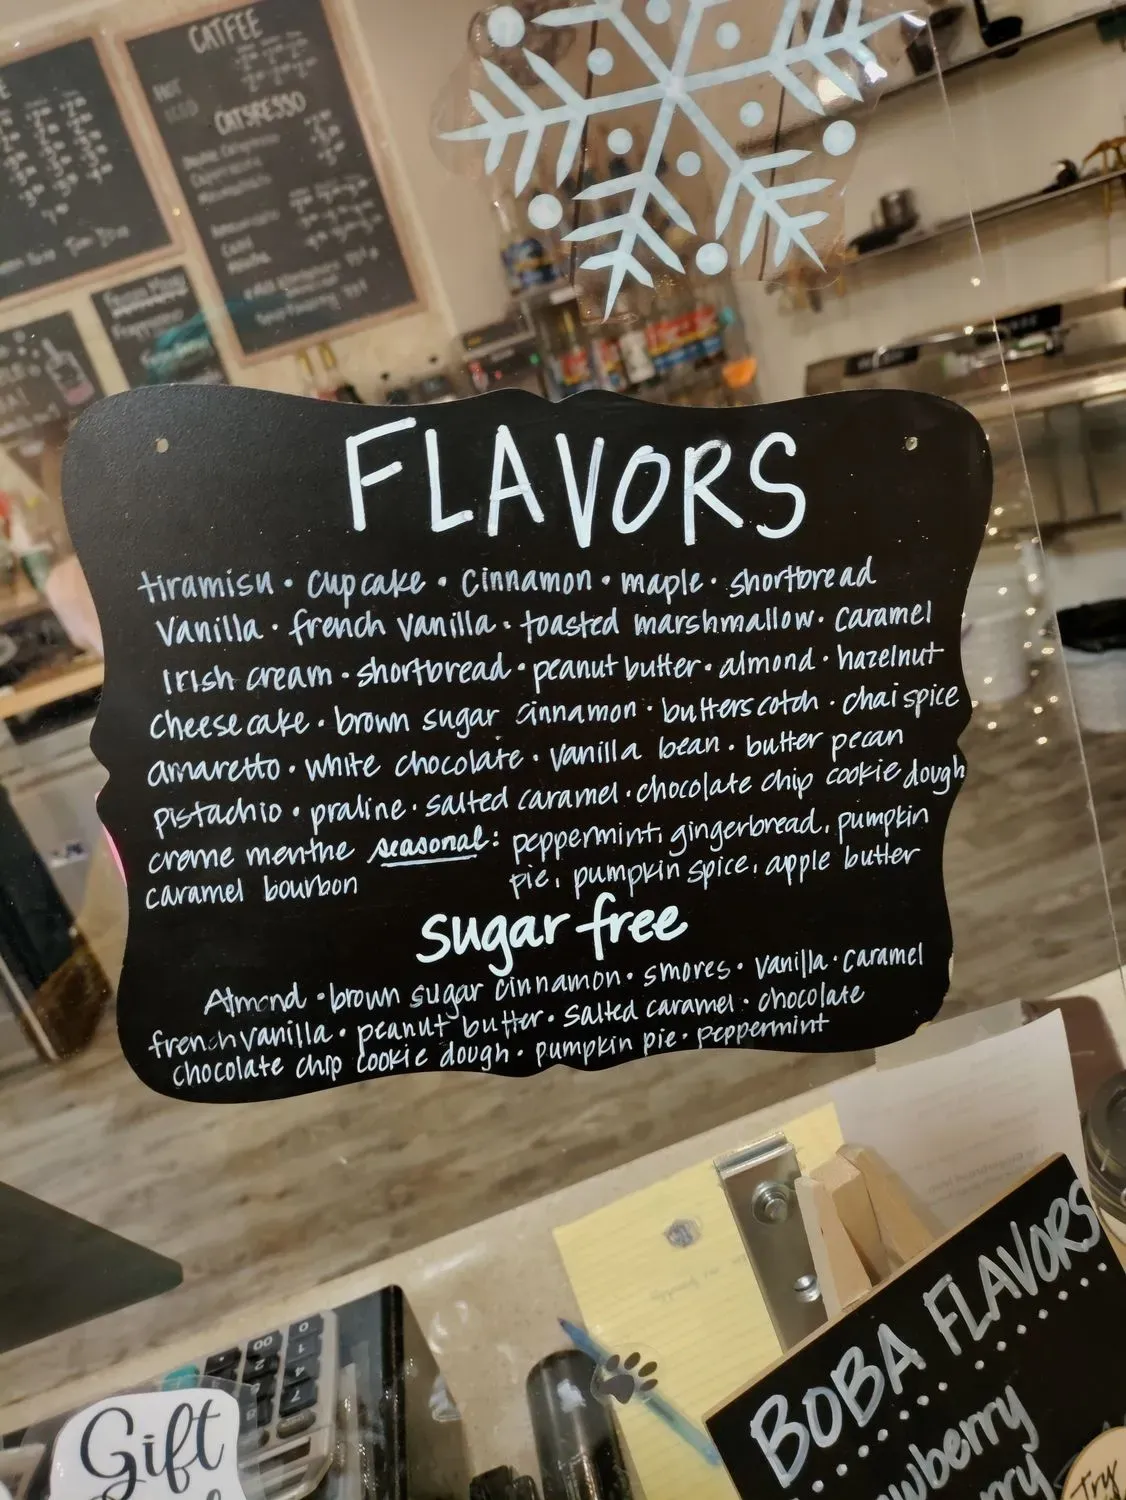 CATFEE
HOT
CATSRESSO
FLAVORS
tiramisu • cupcake • cinnamon • maple • shortbread
Vanilla • french vanilla • toasted marshmallow • caramel
Irish cream • shortbread • peanut butter • almond • hazelnut
cheesecake • brown sugar cinnamon • butterscotch • chai spice
amaretto • white chocolate • vanilla bean • butter pecan
pistachio • praline • salted caramel • chocolate chip cookie dough
creme menthe seasonal: peppermint, gingerbread, pumpkin
caramel bourbon pie, pumpkin spice, apple butter
sugar free
Almond • brown sugar cinnamon • smores • vanilla • caramel
french vanilla • peanut butter • salted caramel • chocolate
chocolate chip cookie dough • pumpkin pie • peppermint
BOBA FLAVORS
Gift
Try